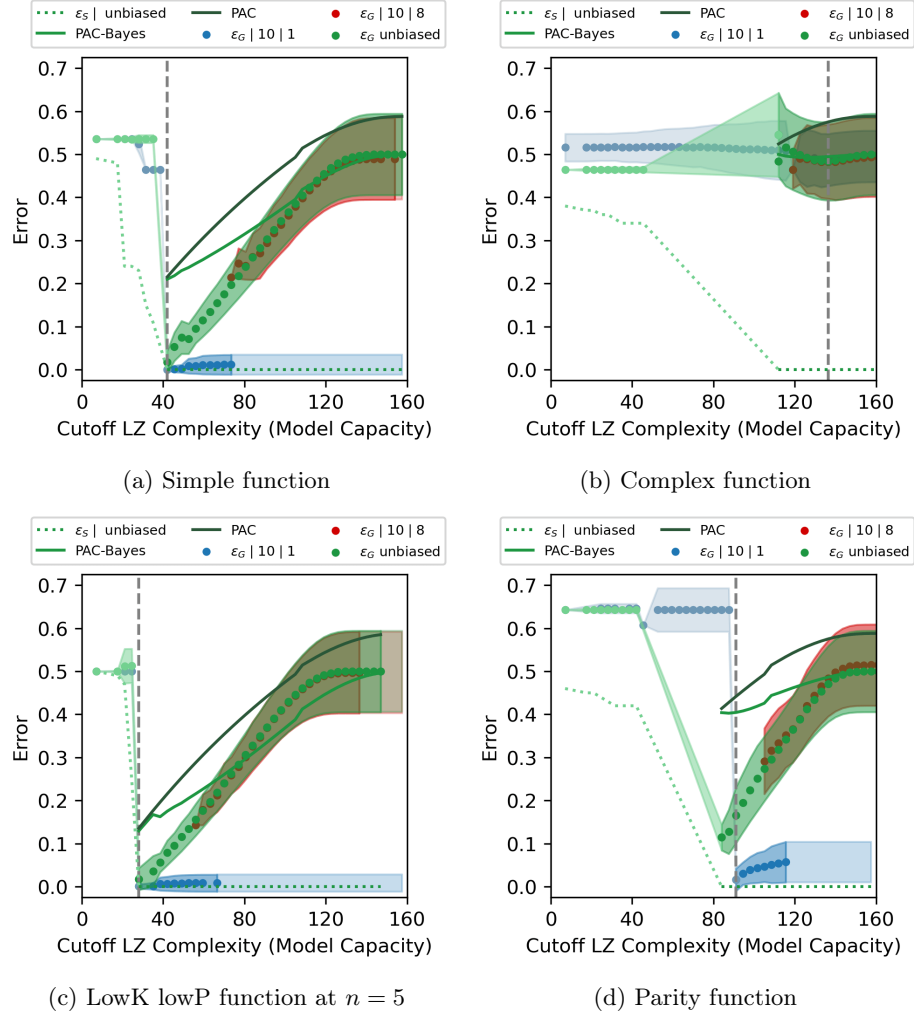 ε_S | unbiased
PAC-Bayes
PAC
ε_G | 10 | 1
ε_G | 10 | 8
ε_G unbiased
0.7
0.6
0.5
0.4
0.3
0.2
0.1
0.0
Error
0 40 80 120 160
Cutoff LZ Complexity (Model Capacity)
(a) Simple function
ε_S | unbiased
PAC-Bayes
PAC
ε_G | 10 | 1
ε_G | 10 | 8
ε_G unbiased
0.7
0.6
0.5
0.4
0.3
0.2
0.1
0.0
Error
0 40 80 120 160
Cutoff LZ Complexity (Model Capacity)
(b) Complex function
ε_S | unbiased
PAC-Bayes
PAC
ε_G | 10 | 1
ε_G | 10 | 8
ε_G unbiased
0.7
0.6
0.5
0.4
0.3
0.2
0.1
0.0
Error
0 40 80 120 160
Cutoff LZ Complexity (Model Capacity)
(c) LowK lowP function at n = 5
ε_S | unbiased
PAC-Bayes
PAC
ε_G | 10 | 1
ε_G | 10 | 8
ε_G unbiased
0.7
0.6
0.5
0.4
0.3
0.2
0.1
0.0
Error
0 40 80 120 160
Cutoff LZ Complexity (Model Capacity)
(d) Parity function